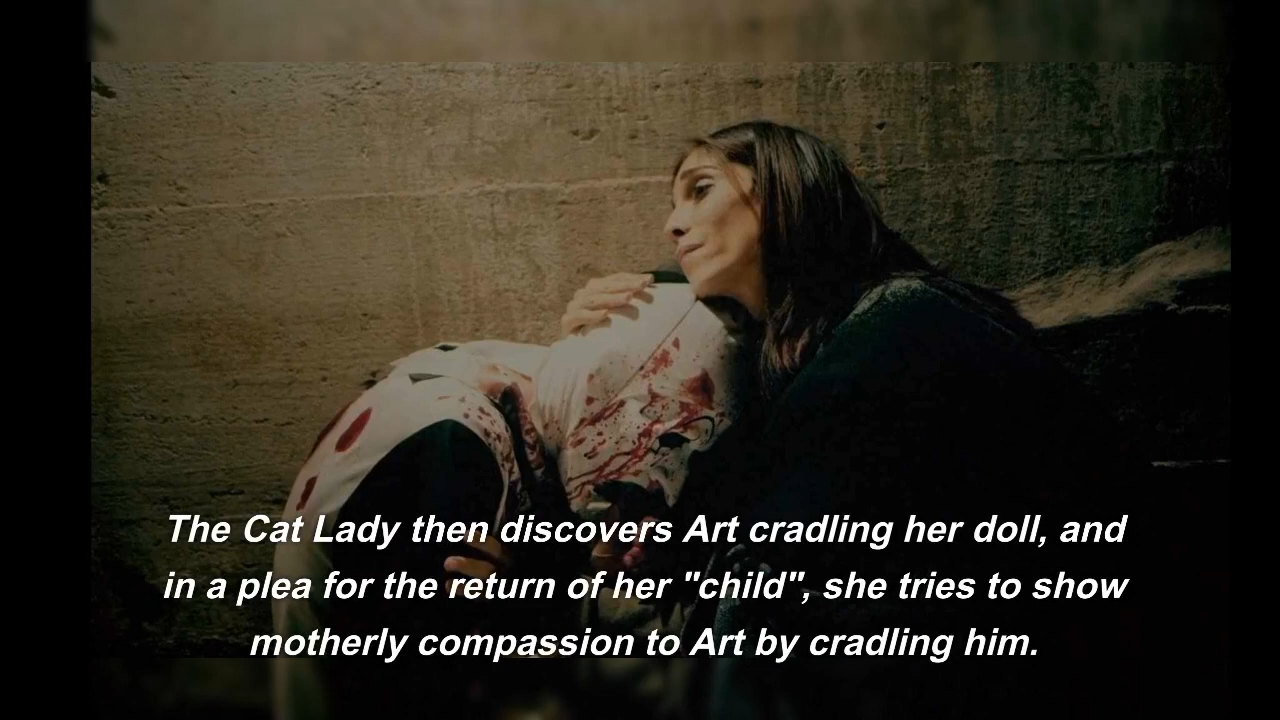 The Cat Lady then discovers Art cradling her doll, and
in a plea for the return of her "child", she tries to show
motherly compassion to Art by cradling him.